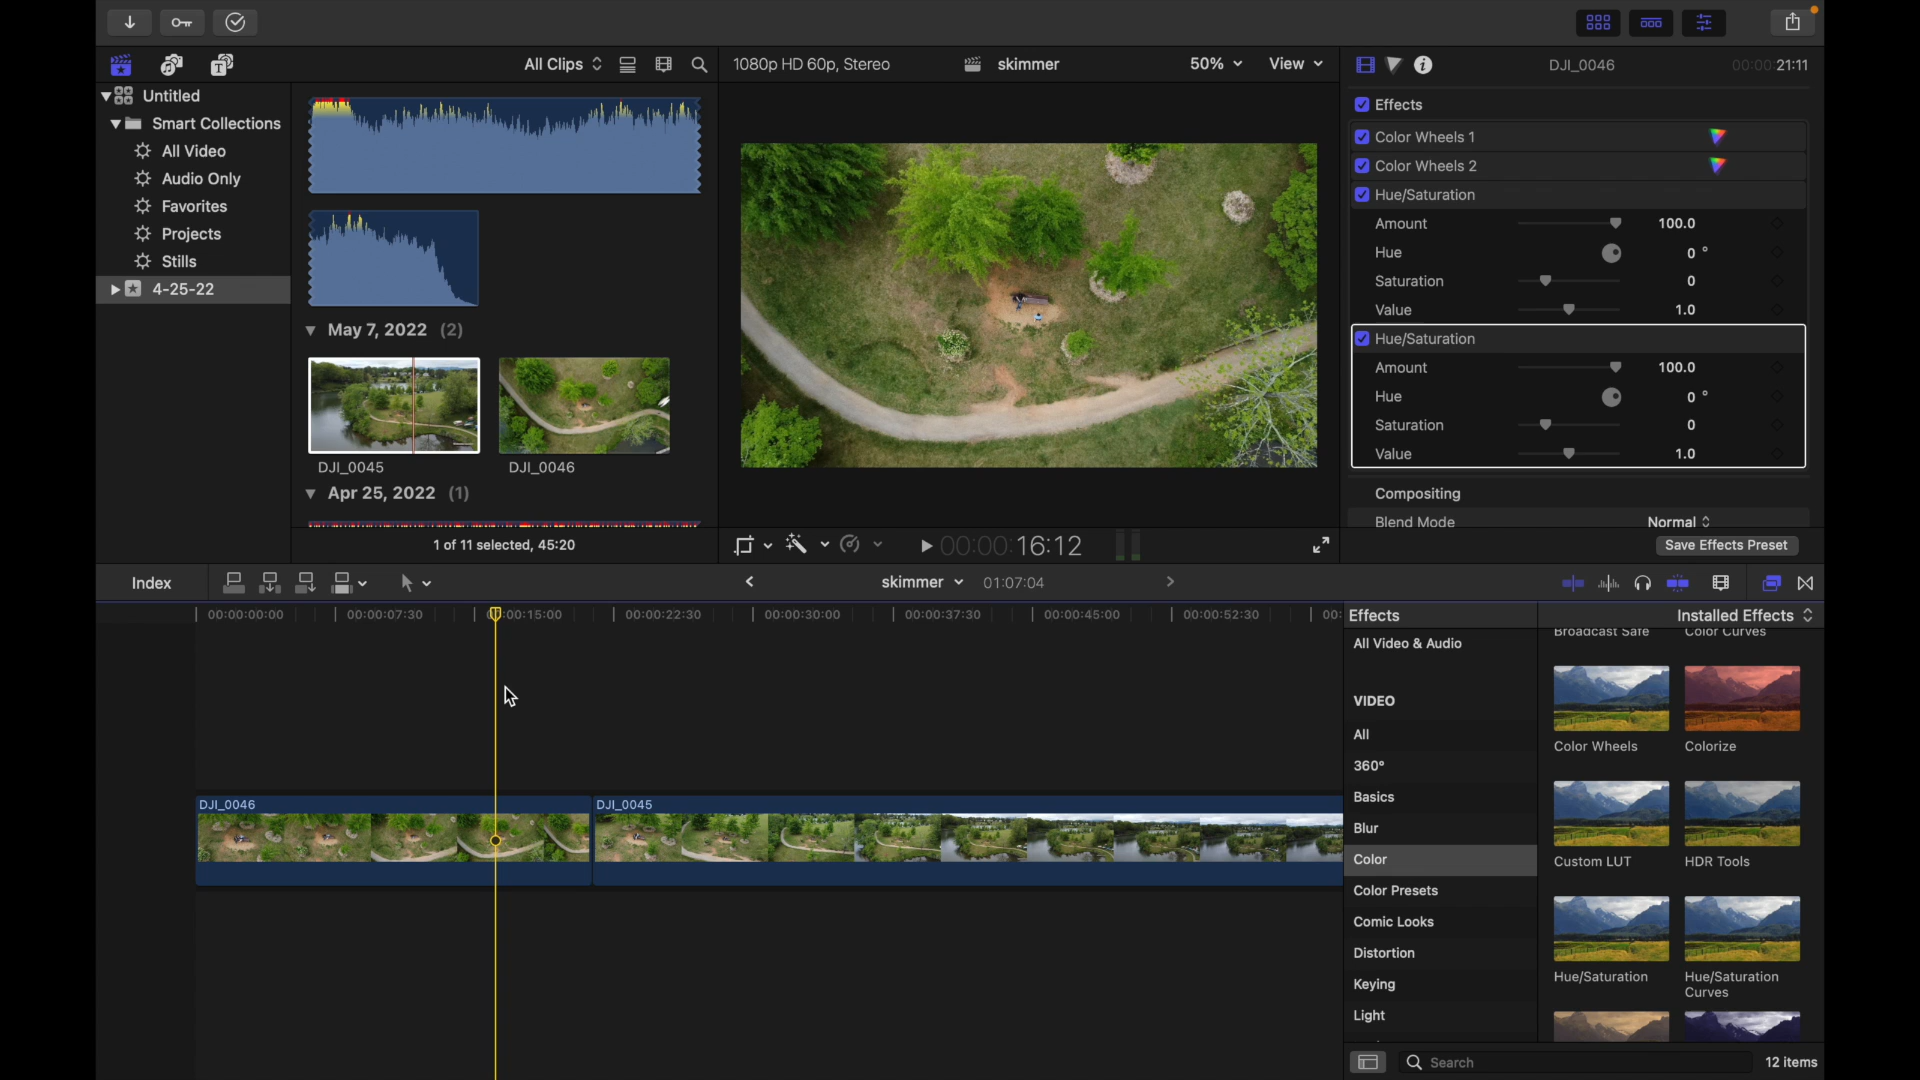 All Clips
1080p HD 60p, Stereo
skimmer
50%
View
DJI_0046
00:00:21:11
Untitled
Smart Collections
All Video
Audio Only
Favorites
Projects
Stills
4-25-22
May 7, 2022 (2)
DJI_0045
DJI_0046
Apr 25, 2022 (1)
1 of 11 selected, 45:20
00:00:16:12
Effects
Color Wheels 1
Color Wheels 2
Hue/Saturation
Amount 100.0
Hue 0 °
Saturation 0
Value 1.0
Hue/Saturation
Amount 100.0
Hue 0 °
Saturation 0
Value 1.0
Compositing
Blend Mode Normal
Save Effects Preset
Index
skimmer 01:07:04
00:00:00:00 00:00:07:30 00:00:15:00 00:00:22:30 00:00:30:00 00:00:37:30 00:00:45:00 00:00:52:30 00:
DJI_0046
DJI_0045
Effects
Installed Effects
All Video & Audio
VIDEO
All
360°
Basics
Blur
Color
Color Presets
Comic Looks
Distortion
Keying
Light
Broadcast Safe
Color Curves
Color Wheels
Colorize
Custom LUT
HDR Tools
Hue/Saturation
Hue/Saturation
Curves
Search
12 items